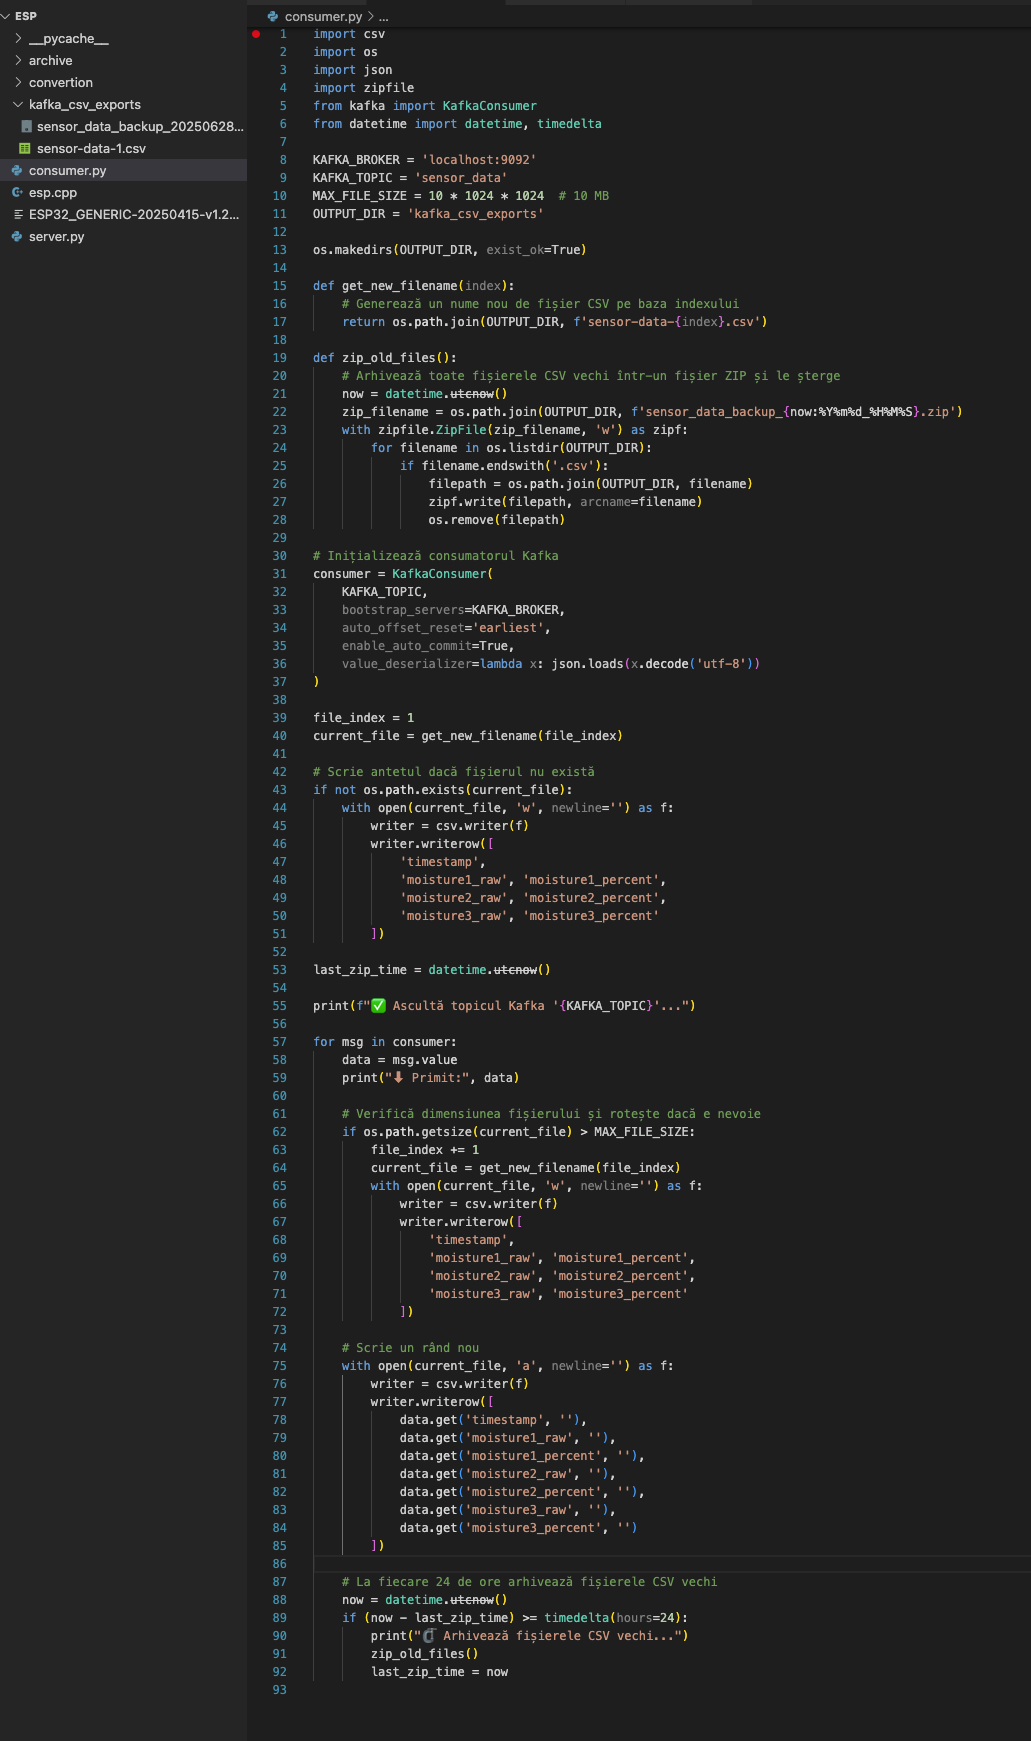 ESP
__pycache__
archive
convertion
kafka_csv_exports
sensor_data_backup_20250628...
sensor-data-1.csv
consumer.py
esp.cpp
ESP32_GENERIC-20250415-v1.2...
server.py
consumer.py > ...
1 import csv
2 import os
3 import json
4 import zipfile
5 from kafka import KafkaConsumer
6 from datetime import datetime, timedelta
7
8 KAFKA_BROKER = 'localhost:9092'
9 KAFKA_TOPIC = 'sensor_data'
10 MAX_FILE_SIZE = 10 * 1024 * 1024  # 10 MB
11 OUTPUT_DIR = 'kafka_csv_exports'
12
13 os.makedirs(OUTPUT_DIR, exist_ok=True)
14
15 def get_new_filename(index):
16     # Generează un nume nou de fișier CSV pe baza indexului
17     return os.path.join(OUTPUT_DIR, f'sensor-data-{index}.csv')
18
19 def zip_old_files():
20     # Arhivează toate fișierele CSV vechi într-un fișier ZIP și le șterge
21     now = datetime.utcnow()
22     zip_filename = os.path.join(OUTPUT_DIR, f'sensor_data_backup_{now:%Y%m%d_%H%M%S}.zip')
23     with zipfile.ZipFile(zip_filename, 'w') as zipf:
24         for filename in os.listdir(OUTPUT_DIR):
25             if filename.endswith('.csv'):
26                 filepath = os.path.join(OUTPUT_DIR, filename)
27                 zipf.write(filepath, arcname=filename)
28                 os.remove(filepath)
29
30 # Inițializează consumatorul Kafka
31 consumer = KafkaConsumer(
32     KAFKA_TOPIC,
33     bootstrap_servers=KAFKA_BROKER,
34     auto_offset_reset='earliest',
35     enable_auto_commit=True,
36     value_deserializer=lambda x: json.loads(x.decode('utf-8'))
37 )
38
39 file_index = 1
40 current_file = get_new_filename(file_index)
41
42 # Scrie antetul dacă fișierul nu există
43 if not os.path.exists(current_file):
44     with open(current_file, 'w', newline='') as f:
45         writer = csv.writer(f)
46         writer.writerow([
47             'timestamp',
48             'moisture1_raw', 'moisture1_percent',
49             'moisture2_raw', 'moisture2_percent',
50             'moisture3_raw', 'moisture3_percent'
51         ])
52
53 last_zip_time = datetime.utcnow()
54
55 print(f"✅ Ascultă topicul Kafka '{KAFKA_TOPIC}'...")
56
57 for msg in consumer:
58     data = msg.value
59     print("⬇ Primit:", data)
60
61     # Verifică dimensiunea fișierului și rotește dacă e nevoie
62     if os.path.getsize(current_file) > MAX_FILE_SIZE:
63         file_index += 1
64         current_file = get_new_filename(file_index)
65         with open(current_file, 'w', newline='') as f:
66             writer = csv.writer(f)
67             writer.writerow([
68                 'timestamp',
69                 'moisture1_raw', 'moisture1_percent',
70                 'moisture2_raw', 'moisture2_percent',
71                 'moisture3_raw', 'moisture3_percent'
72             ])
73
74     # Scrie un rând nou
75     with open(current_file, 'a', newline='') as f:
76         writer = csv.writer(f)
77         writer.writerow([
78             data.get('timestamp', ''),
79             data.get('moisture1_raw', ''),
80             data.get('moisture1_percent', ''),
81             data.get('moisture2_raw', ''),
82             data.get('moisture2_percent', ''),
83             data.get('moisture3_raw', ''),
84             data.get('moisture3_percent', '')
85         ])
86
87     # La fiecare 24 de ore arhivează fișierele CSV vechi
88     now = datetime.utcnow()
89     if (now - last_zip_time) >= timedelta(hours=24):
90         print("🗜 Arhivează fișierele CSV vechi...")
91         zip_old_files()
92         last_zip_time = now
93